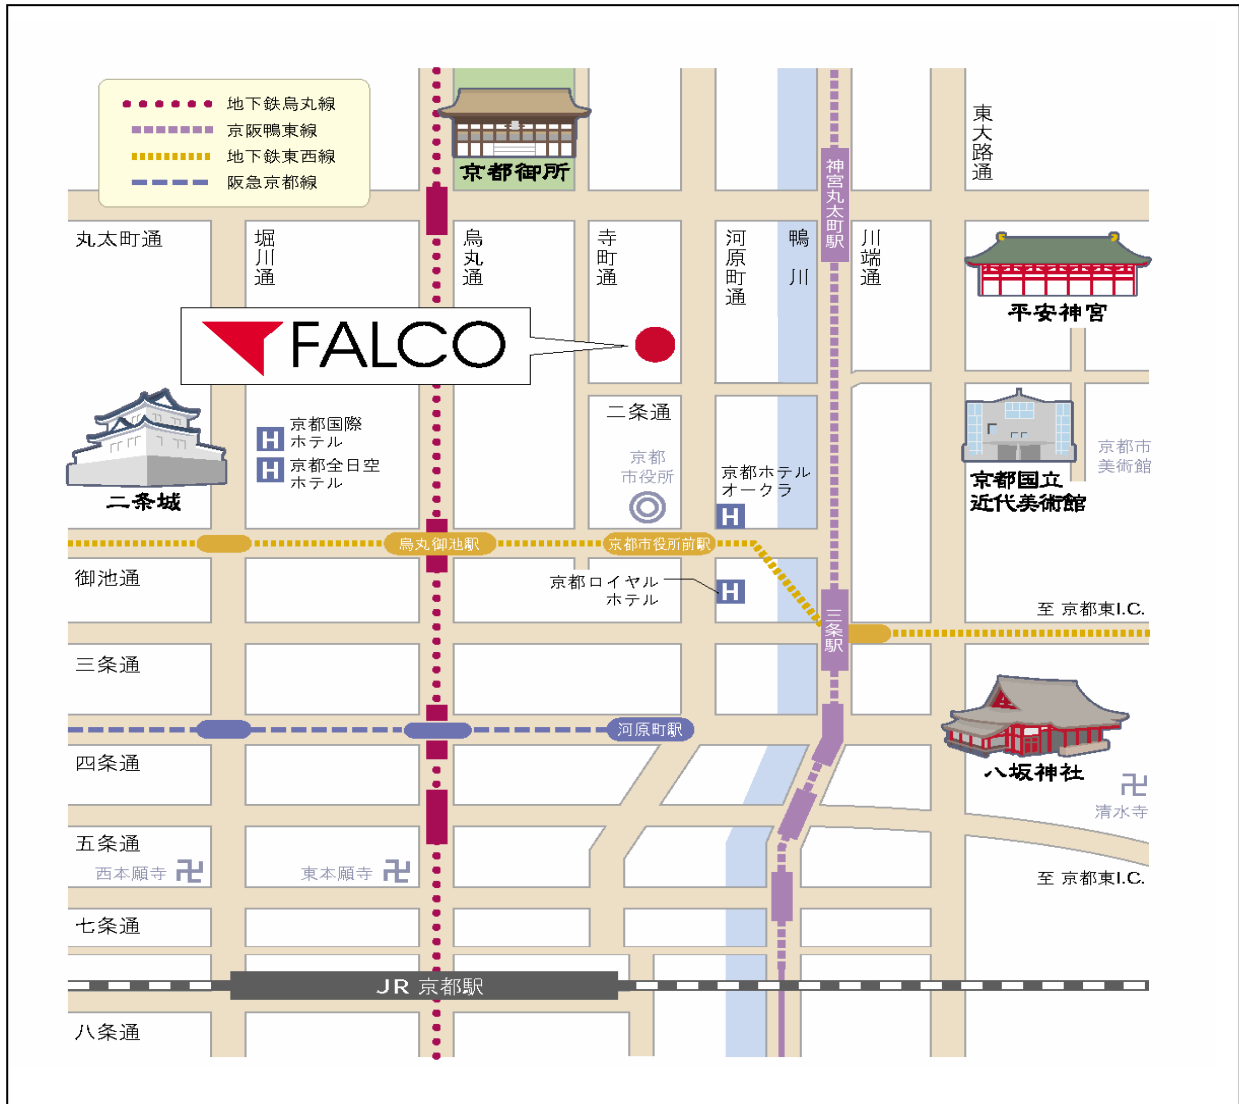 地下鉄烏丸線
京阪鴨東線
地下鉄東西線
阪急京都線
京都御所
神宮丸太町駅
東大路通
丸太町通
堀川通
烏丸通
寺町通
河原町通
鴨川
川端通
平安神宮
FALCO
二条通
京都国際
ホテル
京都全日空
ホテル
二条城
京都
市役所
京都ホテル
オークラ
京都市
美術館
京都国立
近代美術館
烏丸御池駅
京都市役所前駅
御池通
京都ロイヤル
ホテル
三条駅
至 京都東I.C.
三条通
河原町駅
四条通
八坂神社
清水寺
五条通
西本願寺
東本願寺
至 京都東I.C.
七条通
JR 京都駅
八条通
H
H
H
H